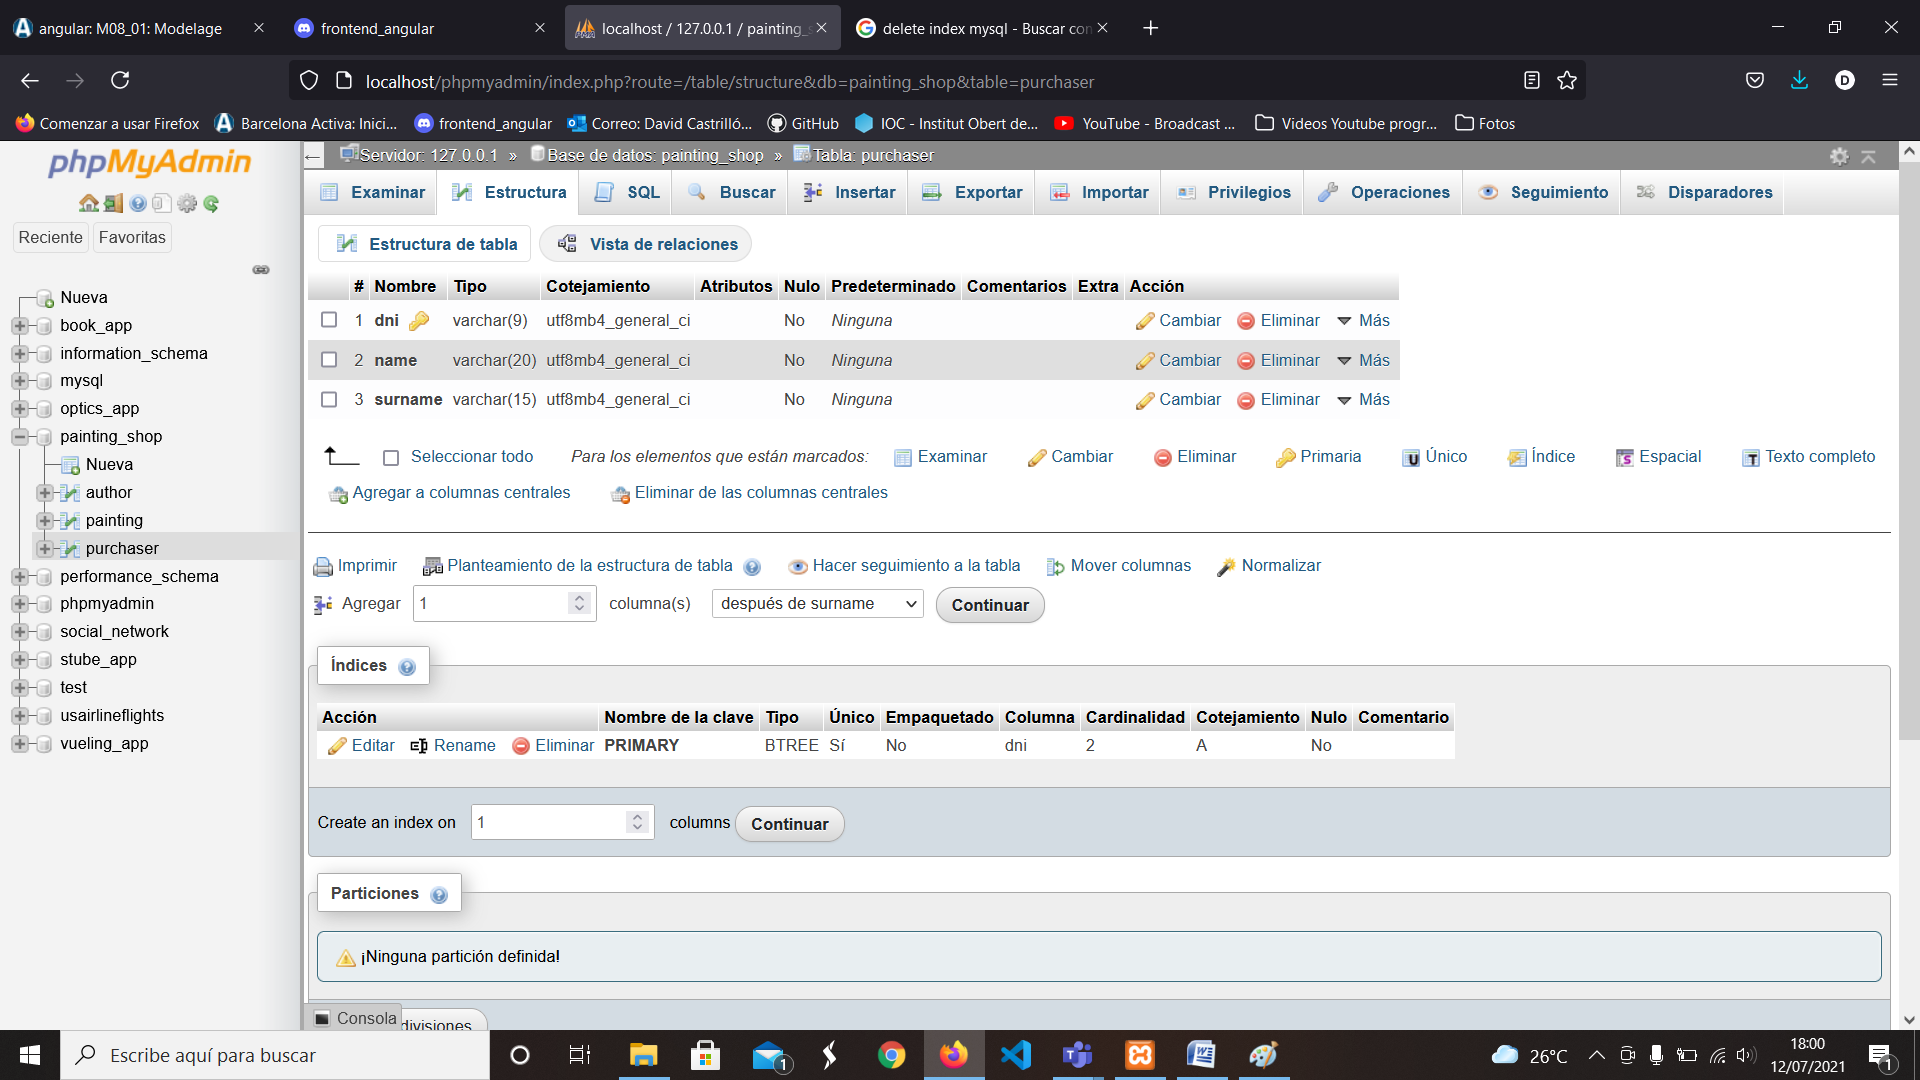 angular: M08_01: Modelage
frontend_angular
localhost / 127.0.0.1 / painting_s
delete index mysql - Buscar con
localhost/phpmyadmin/index.php?route=/table/structure&db=painting_shop&table=purchaser
D
Comenzar a usar Firefox
Barcelona Activa: Inici...
frontend_angular
Correo: David Castrilló...
GitHub
IOC - Institut Obert de...
YouTube - Broadcast ...
Videos Youtube progr...
Fotos
phpMyAdmin
Reciente Favoritas
Nueva
book_app
information_schema
mysql
optics_app
painting_shop
Nueva
author
painting
purchaser
performance_schema
phpmyadmin
social_network
stube_app
test
usairlineflights
vueling_app
Servidor: 127.0.0.1 » Base de datos: painting_shop » Tabla: purchaser
Examinar Estructura SQL Buscar Insertar Exportar Importar Privilegios Operaciones Seguimiento Disparadores
Estructura de tabla Vista de relaciones
# Nombre Tipo Cotejamiento Atributos Nulo Predeterminado Comentarios Extra Acción
1 dni varchar(9) utf8mb4_general_ci No Ninguna Cambiar Eliminar Más
2 name varchar(20) utf8mb4_general_ci No Ninguna Cambiar Eliminar Más
3 surname varchar(15) utf8mb4_general_ci No Ninguna Cambiar Eliminar Más
Seleccionar todo Para los elementos que están marcados: Examinar Cambiar Eliminar Primaria Único Índice Espacial Texto completo
Agregar a columnas centrales Eliminar de las columnas centrales
Imprimir Planteamiento de la estructura de tabla Hacer seguimiento a la tabla Mover columnas Normalizar
Agregar 1 columna(s) después de surname Continuar
Índices
Acción Nombre de la clave Tipo Único Empaquetado Columna Cardinalidad Cotejamiento Nulo Comentario
Editar Rename Eliminar PRIMARY BTREE Sí No dni 2 A No
Create an index on 1 columns Continuar
Particiones
¡Ninguna partición definida!
Consola
divisiones
Escribe aquí para buscar
1
26°C
18:00
12/07/2021
1